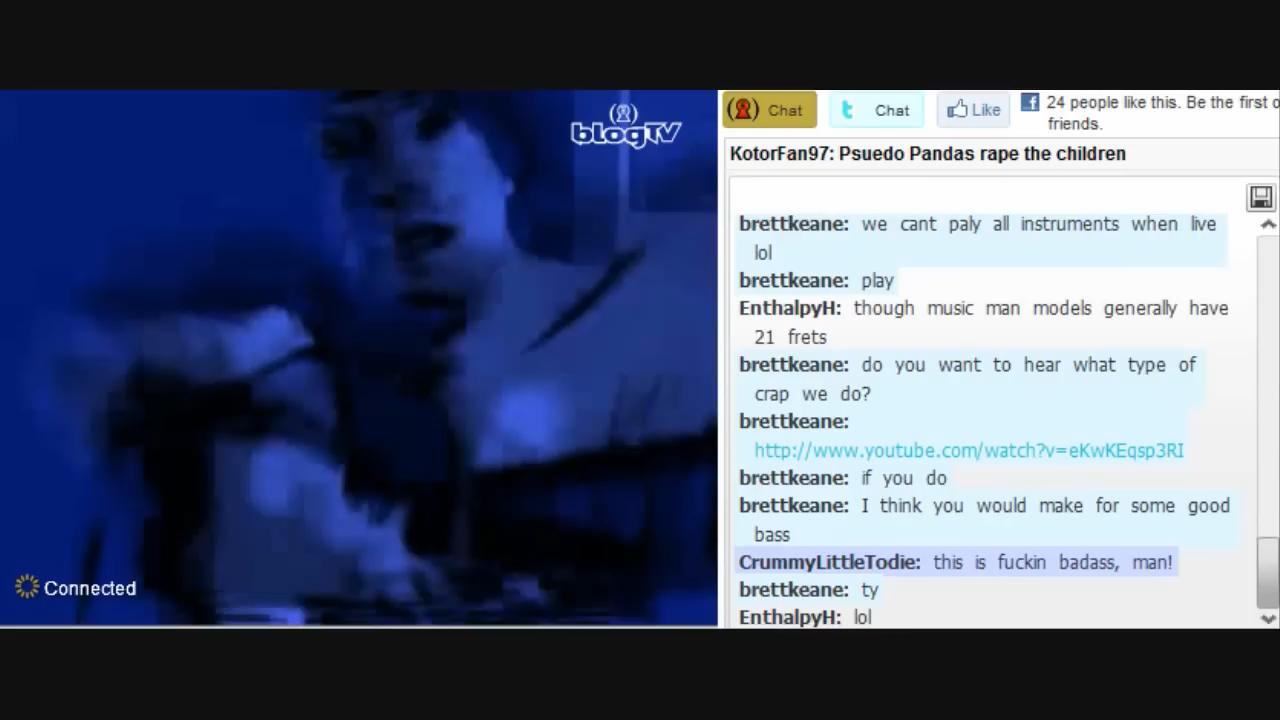 blogTV
Connected
Chat
Chat
Like
24 people like this. Be the first o
friends.
KotorFan97: Psuedo Pandas rape the children
brettkeane: we cant paly all instruments when live
lol
brettkeane: play
EnthalpyH: though music man models generally have
21 frets
brettkeane: do you want to hear what type of
crap we do?
brettkeane:
http://www.youtube.com/watch?v=eKwKEqsp3RI
brettkeane: if you do
brettkeane: I think you would make for some good
bass
CrummyLittleTodie: this is fuckin badass, man!
brettkeane: ty
EnthalpyH: lol